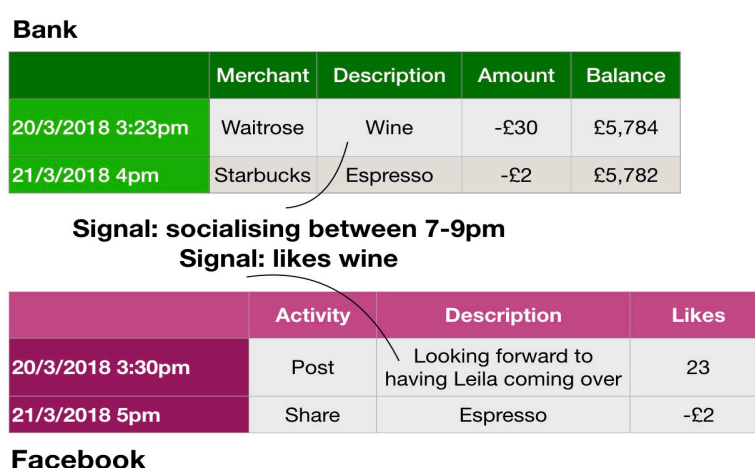 Bank
Merchant Description Amount Balance
20/3/2018 3:23pm Waitrose Wine -£30 £5,784
21/3/2018 4pm Starbucks Espresso -£2 £5,782
Signal: socialising between 7-9pm
Signal: likes wine
Activity Description Likes
20/3/2018 3:30pm Post Looking forward to
having Leila coming over 23
21/3/2018 5pm Share Espresso -£2
Facebook